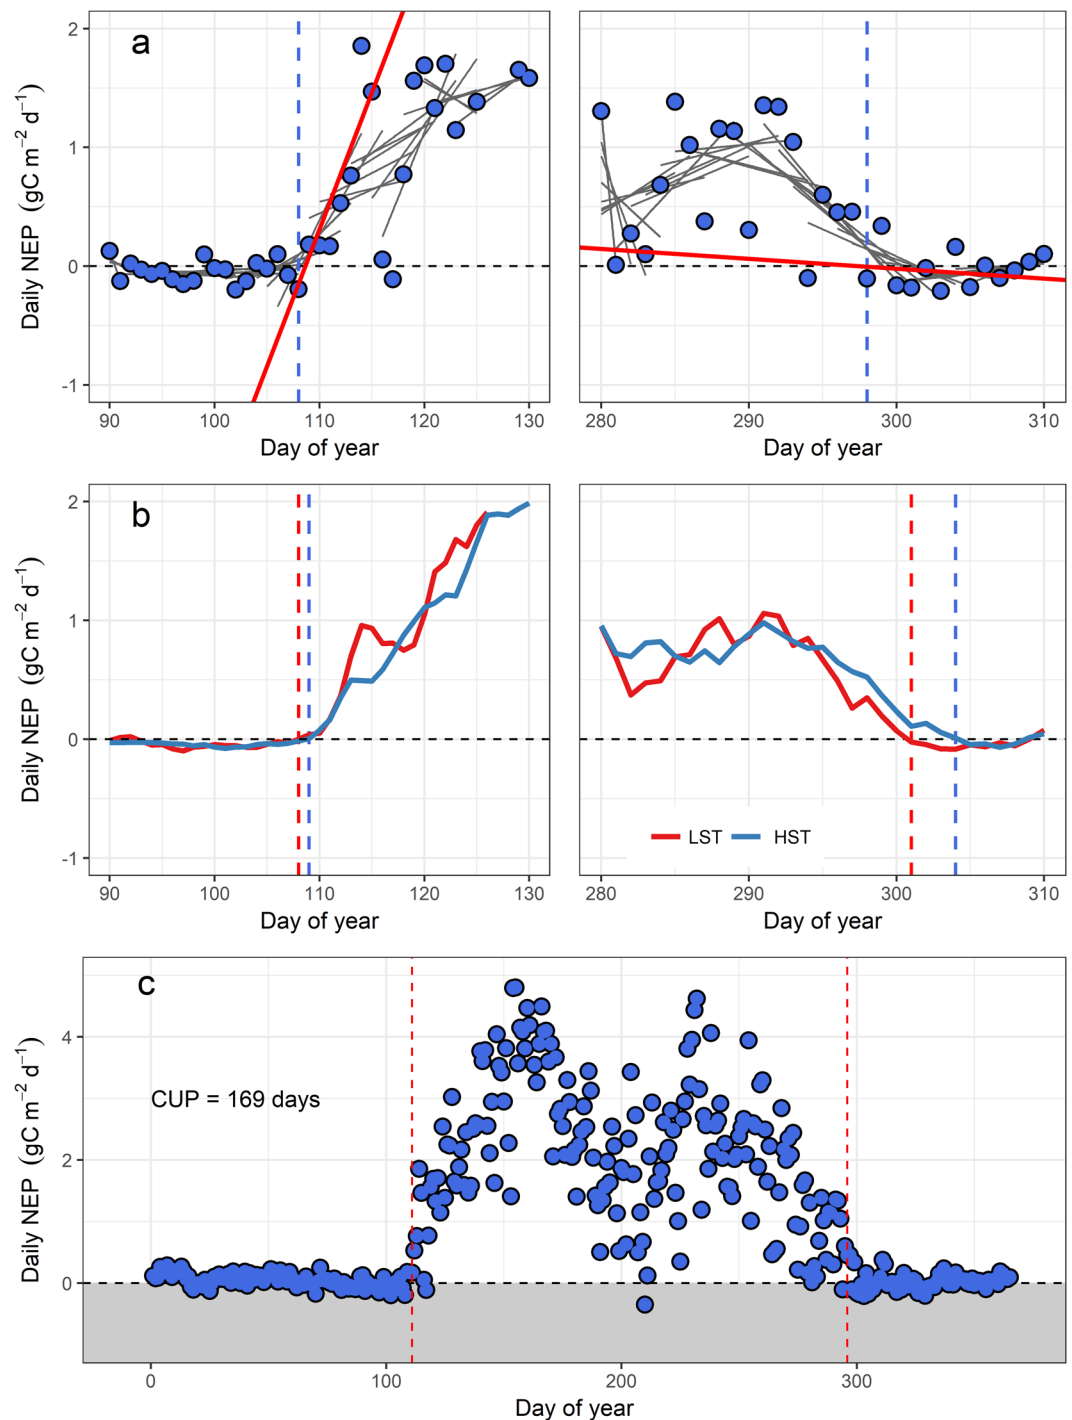 a
Daily NEP (gC m⁻² d⁻¹)
2
1
0
-1
90 100 110 120 130
280 290 300 310
Day of year
Day of year
b
Daily NEP (gC m⁻² d⁻¹)
2
1
0
-1
LST HST
90 100 110 120 130
280 290 300 310
Day of year
Day of year
c
Daily NEP (gC m⁻² d⁻¹)
4
CUP = 169 days
2
0
0 100 200 300
Day of year